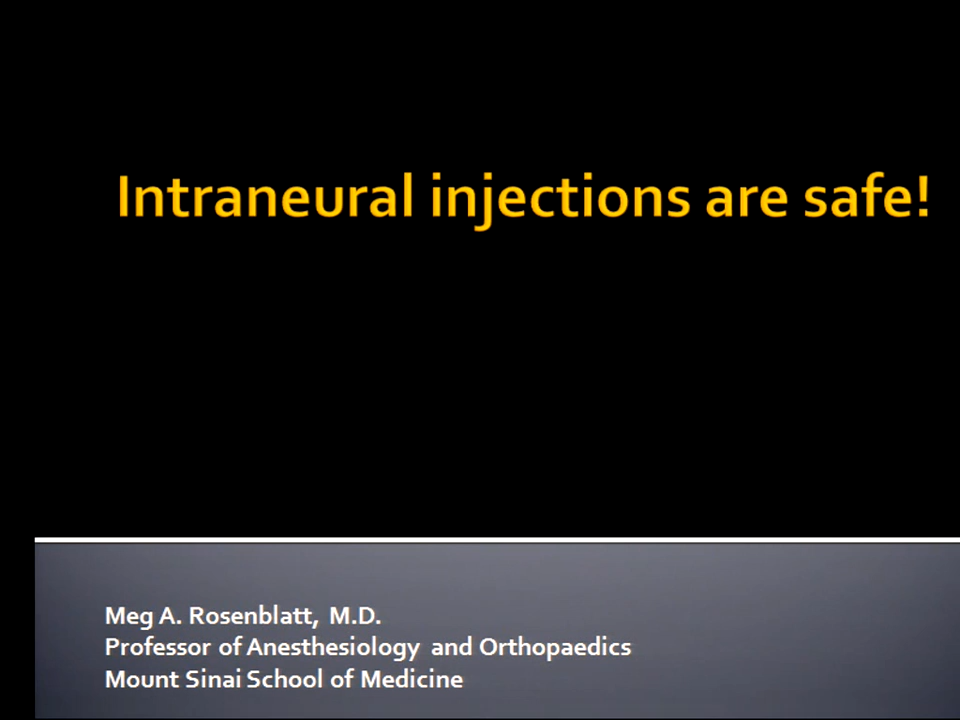 Intraneural injections are safe!
Meg A. Rosenblatt, M.D.
Professor of Anesthesiology and Orthopaedics
Mount Sinai School of Medicine